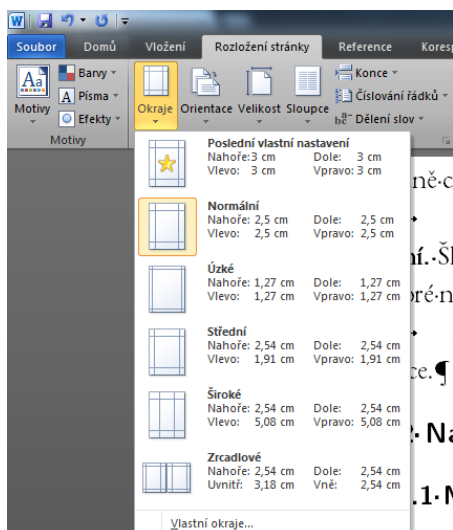 Soubor Domů Vložení Rozložení stránky Reference
Barvy
Písma
Efekty
Motivy
Motivy
Okraje Orientace Velikost Sloupce
Konce
Číslování řádků
Dělení slov
Poslední vlastní nastavení
Nahoře: 3 cm Dole: 3 cm
Vlevo: 3 cm Vpravo: 3 cm
Normální
Nahoře: 2,5 cm Dole: 2,5 cm
Vlevo: 2,5 cm Vpravo: 2,5 cm
Úzké
Nahoře: 1,27 cm Dole: 1,27 cm
Vlevo: 1,27 cm Vpravo: 1,27 cm
Střední
Nahoře: 2,54 cm Dole: 2,54 cm
Vlevo: 1,91 cm Vpravo: 1,91 cm
Široké
Nahoře: 2,54 cm Dole: 2,54 cm
Vlevo: 5,08 cm Vpravo: 5,08 cm
Zrcadlové
Nahoře: 2,54 cm Dole: 2,54 cm
Uvnitř: 3,18 cm Vně: 2,54 cm
Vlastní okraje...